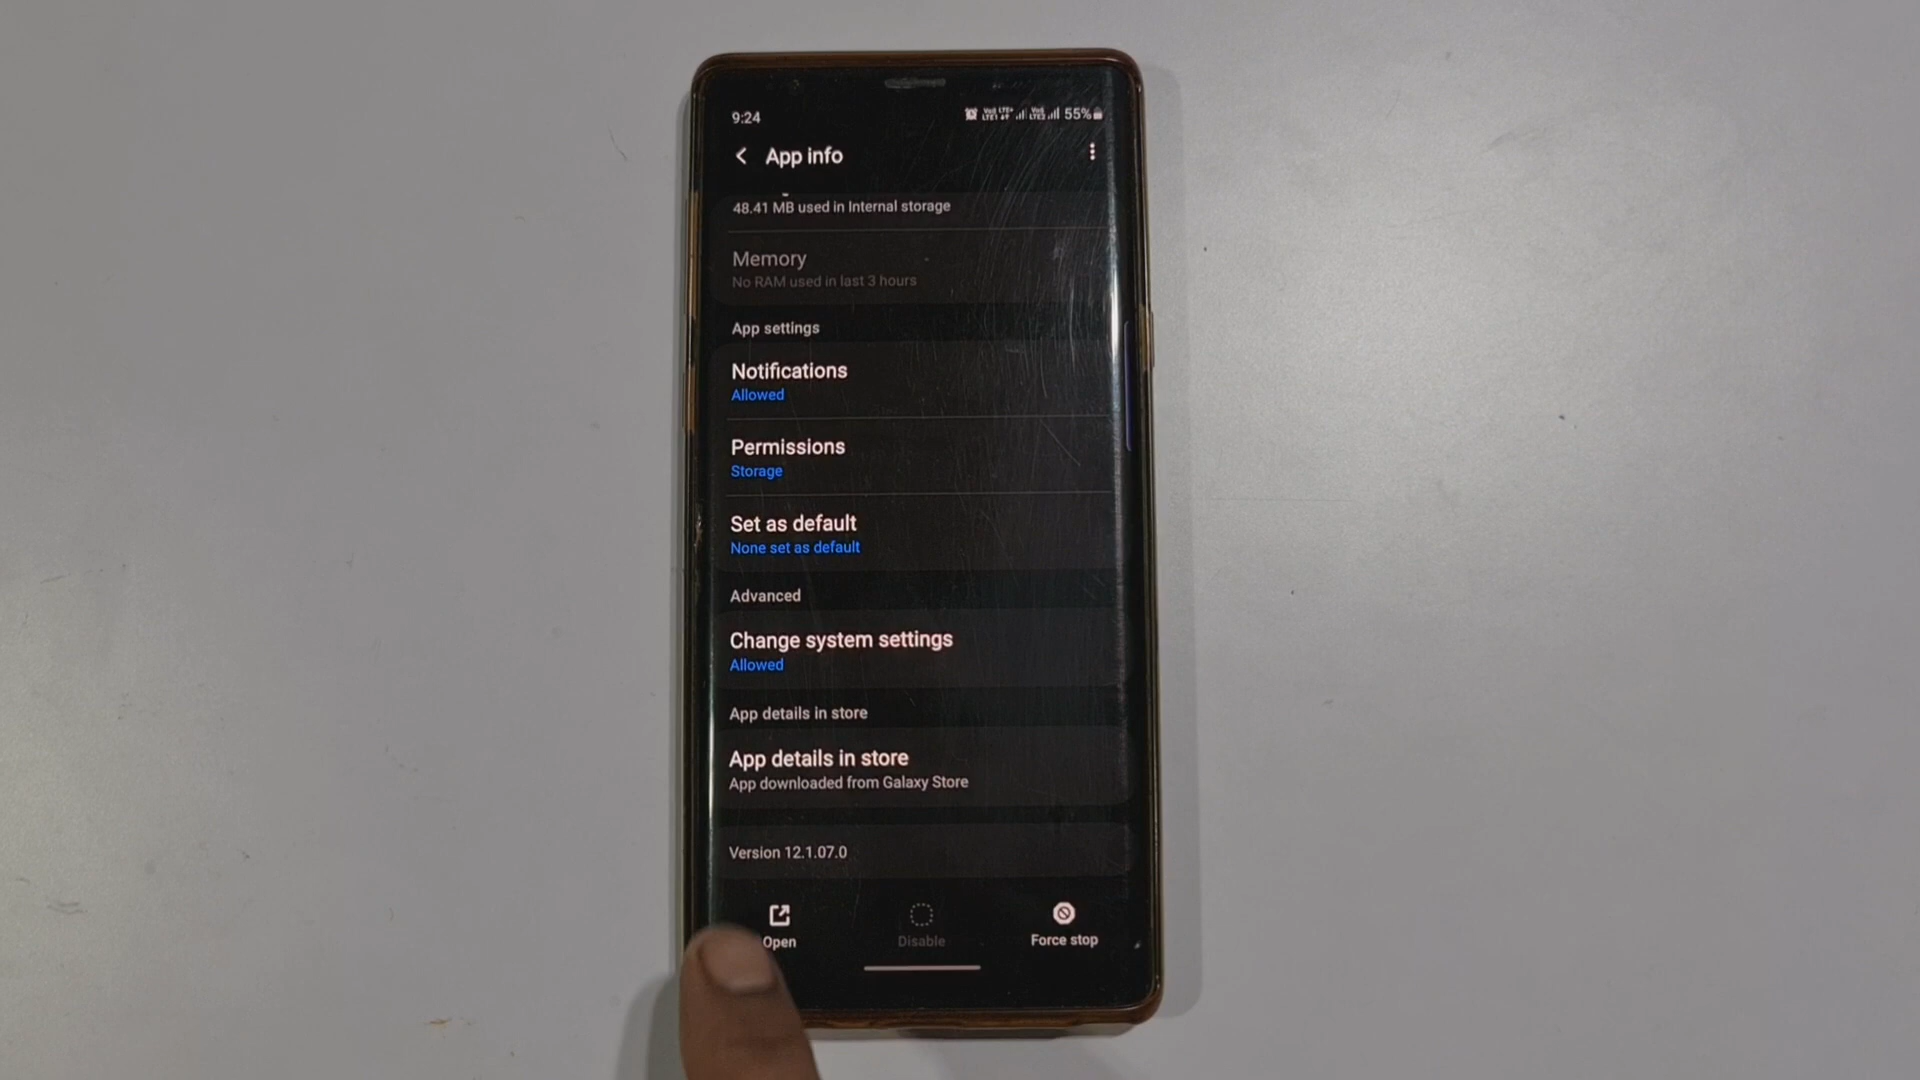 9:24
55%
App info
48.41 MB used in Internal storage
Memory
No RAM used in last 3 hours
App settings
Notifications
Allowed
Permissions
Storage
Set as default
None set as default
Advanced
Change system settings
Allowed
App details in store
App details in store
App downloaded from Galaxy Store
Version 12.1.07.0
Open
Disable
Force stop